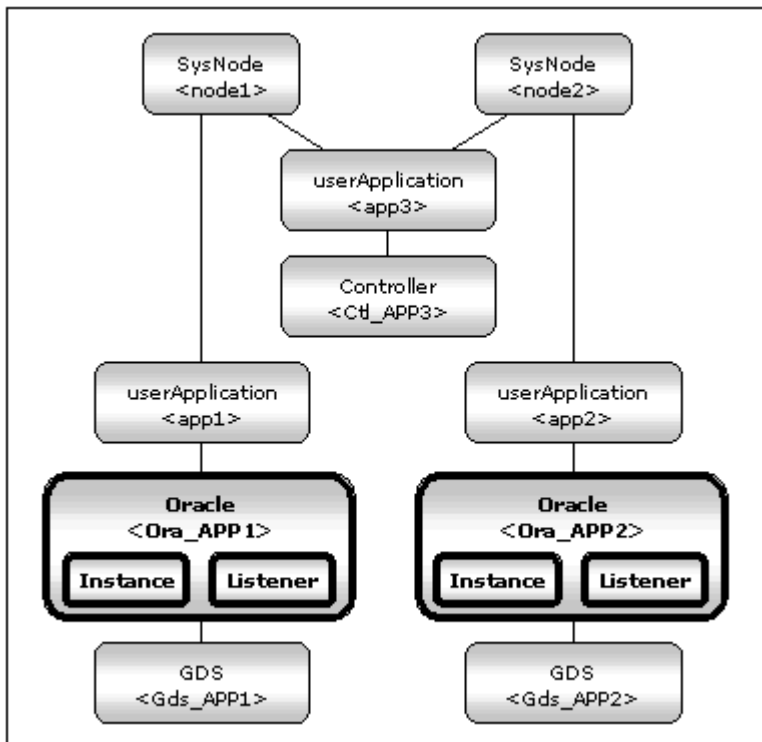 SysNode
<node1>
SysNode
<node2>
userApplication
<app3>
Controller
<Ctl_APP3>
userApplication
<app1>
userApplication
<app2>
Oracle
<Ora_APP1>
Instance
Listener
Oracle
<Ora_APP2>
Instance
Listener
GDS
<Gds_APP1>
GDS
<Gds_APP2>